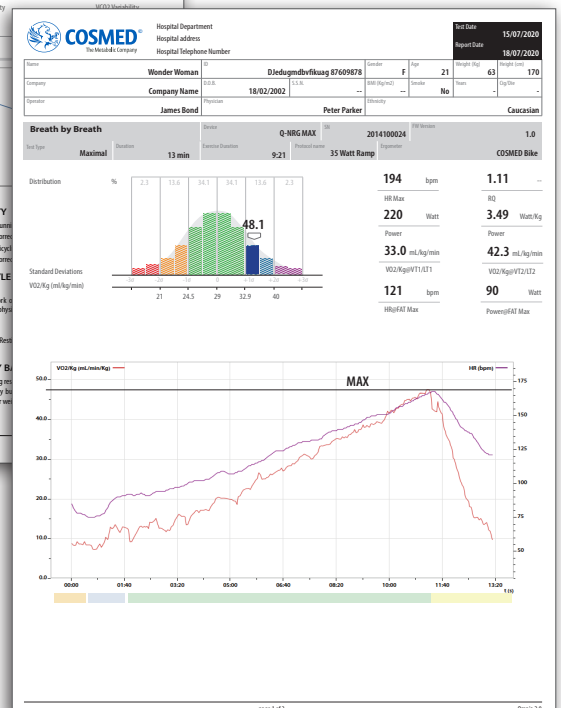 VCO2 Variability
COSMED®
The Metabolic Company
Hospital Department
Hospital address
Hospital Telephone Number
Test Date
15/07/2020
Report Date
18/07/2020
Name
Wonder Woman
ID
DJedugmdbvfikuag 87609878
Gender
F
Age
21
Weight (Kg)
63
Height (cm)
170
Company
Company Name
D.O.B.
18/02/2002
S.S.N.
--
BMI (Kg/m2)
--
Smoke
No
Years
-
Cig/Die
-
Operator
James Bond
Physician
Peter Parker
Ethnicity
Caucasian
Breath by Breath
Device
Q-NRG MAX
SN
2014100024
FW Version
1.0
Test Type
Maximal
Duration
13 min
Exercise Duration
9:21
Protocol name
35 Watt Ramp
Ergometer
COSMED Bike
Distribution %
2.3 13.6 34.1 34.1 13.6 2.3
48.1
Standard Deviations
VO2/Kg (ml/kg/min)
21 24.5 29 32.9 40
194 bpm
HR Max
1.11 --
RQ
220 Watt
Power
3.49 Watt/Kg
Power
33.0 mL/kg/min
VO2/Kg@VT1/LT1
42.3 mL/kg/min
VO2/Kg@VT2/LT2
121 bpm
HR@FAT Max
90 Watt
Power@FAT Max
VO2/Kg (mL/min/Kg)
HR (bpm)
MAX
50.0
40.0
30.0
20.0
10.0
0.0
175
150
125
100
75
50
00:00 01:40 03:20 05:00 06:40 08:20 10:00 11:40 13:20
t (s)